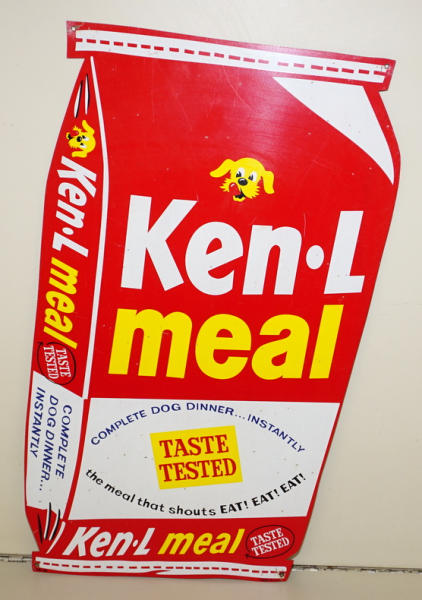 Ken·L
meal
COMPLETE DOG DINNER...INSTANTLY
TASTE
TESTED
the meal that shouts EAT! EAT! EAT!
Ken·L meal
TASTE
TESTED
Ken·L meal
TASTE
TESTED
COMPLETE
DOG DINNER...
INSTANTLY